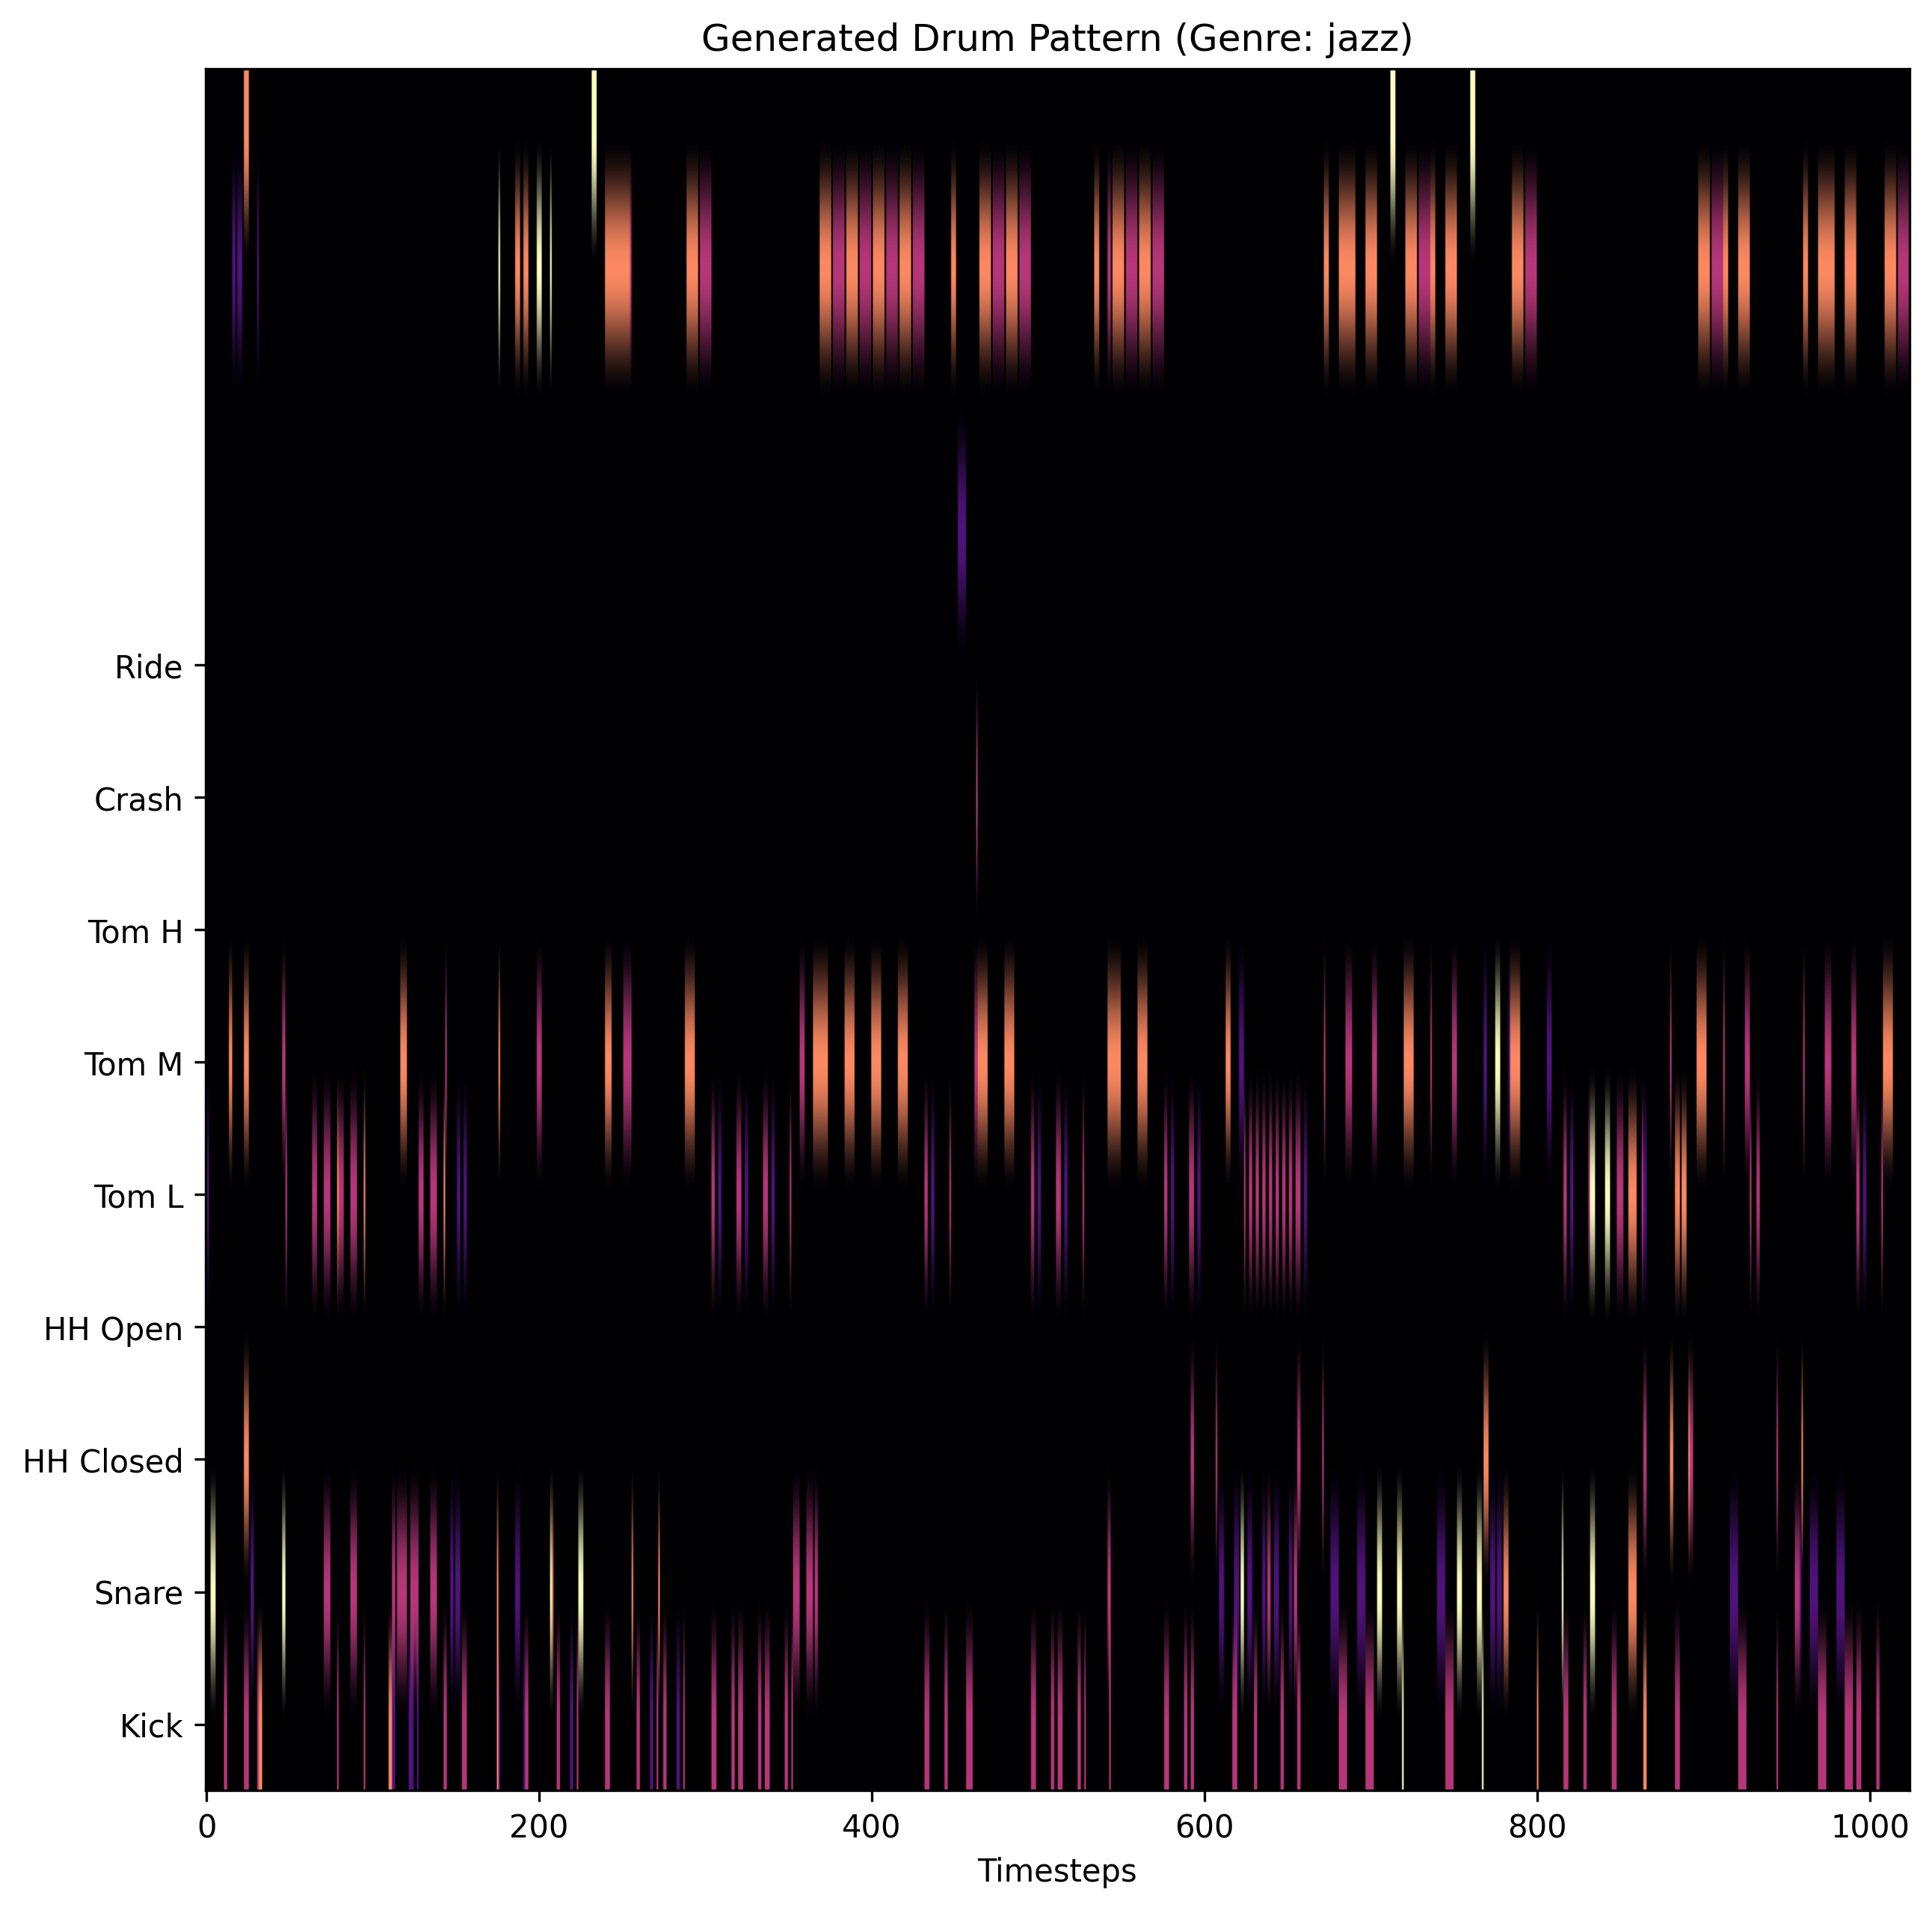 Generated Drum Pattern (Genre: jazz)
Ride
Crash
Tom H
Tom M
Tom L
HH Open
HH Closed
Snare
Kick
0 200 400 600 800 1000
Timesteps